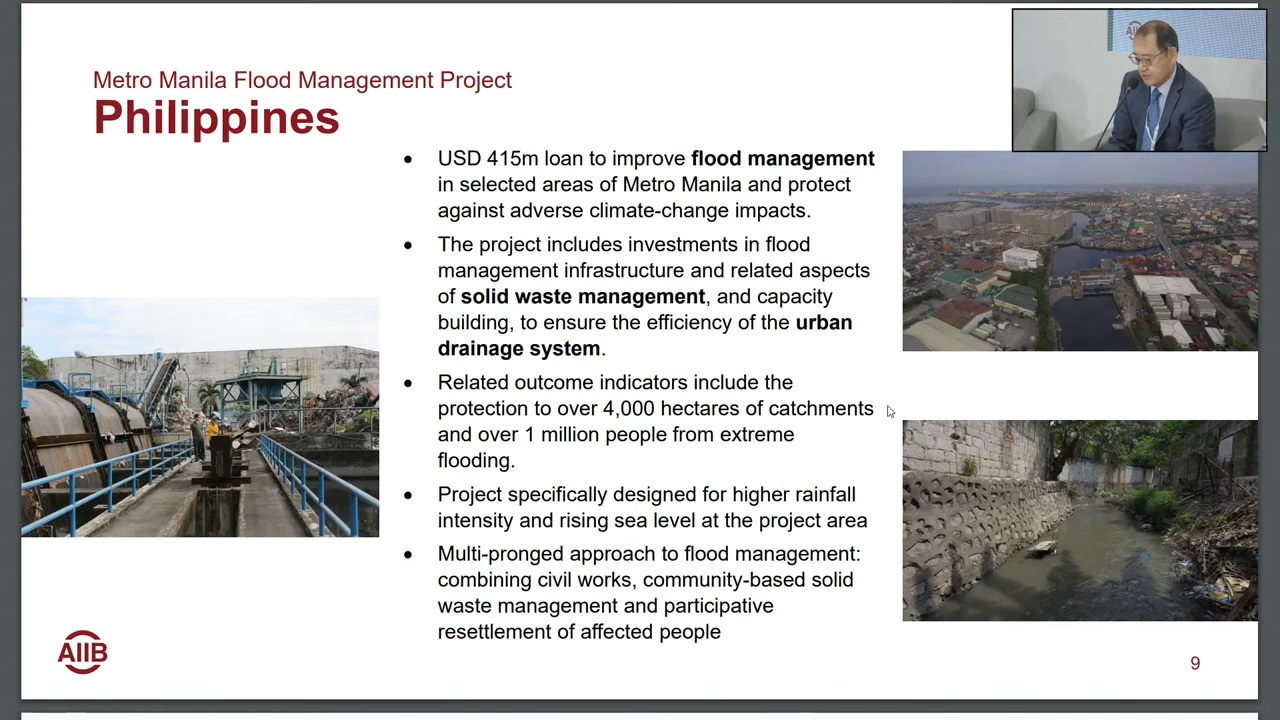 Metro Manila Flood Management Project
Philippines
• USD 415m loan to improve flood management
in selected areas of Metro Manila and protect
against adverse climate-change impacts.
• The project includes investments in flood
management infrastructure and related aspects
of solid waste management, and capacity
building, to ensure the efficiency of the urban
drainage system.
• Related outcome indicators include the
protection to over 4,000 hectares of catchments
and over 1 million people from extreme
flooding.
• Project specifically designed for higher rainfall
intensity and rising sea level at the project area
• Multi-pronged approach to flood management:
combining civil works, community-based solid
waste management and participative
resettlement of affected people
AIIB
9